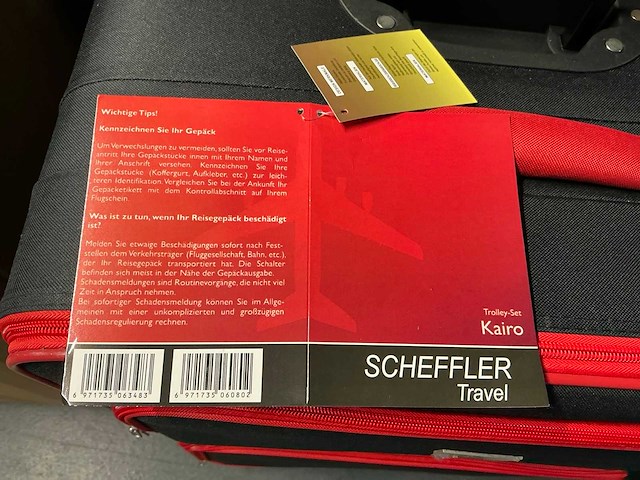 Wichtige Tips!
Kennzeichnen Sie Ihr Gepäck
Um Verwechslungen zu vermeiden, sollten Sie vor Reise-
antritt Ihre Gepäckstücke innen mit Ihrem Namen und
Ihrer Anschrift versehen. Kennzeichnen Sie Ihre
Gepäckstücke (Koffergurt, Aufkleber, etc.) zur leich-
teren Identifikation. Vergleichen Sie bei der Ankunft Ihr
Gepäcketikett mit dem Kontrollabschnitt auf Ihrem
Flugschein.
Was ist zu tun, wenn Ihr Reisegepäck beschädigt
ist?
Melden Sie etwaige Beschädigungen sofort nach Fest-
stellen dem Verkehrsträger (Fluggesellschaft, Bahn, etc.),
der Ihr Reisegepäck transportiert hat. Die Schalter
befinden sich meist in der Nähe der Gepäckausgabe.
Schadensmeldungen sind Routinevorgänge, die nicht viel
Zeit in Anspruch nehmen.
Bei sofortiger Schadensmeldung können Sie im Allge-
meinen mit einer unkomplizierten und großzügigen
Schadensregulierung rechnen.
6 971735 063483
6 971735 060802
Trolley-Set
Kairo
SCHEFFLER
Travel